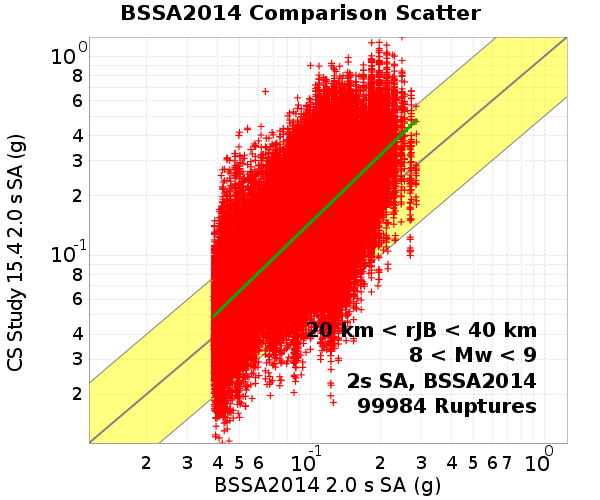 BSSA2014 Comparison Scatter
CS Study 15.4 2.0 s SA (g)
10^0
8
6
4
3
2
10^-1
8
6
4
3
2
20 km < rJB < 40 km
8 < Mw < 9
2s SA, BSSA2014
99984 Ruptures
2 3 4 5 6 10^-1 2 3 4 5 6 7 10^0
BSSA2014 2.0 s SA (g)